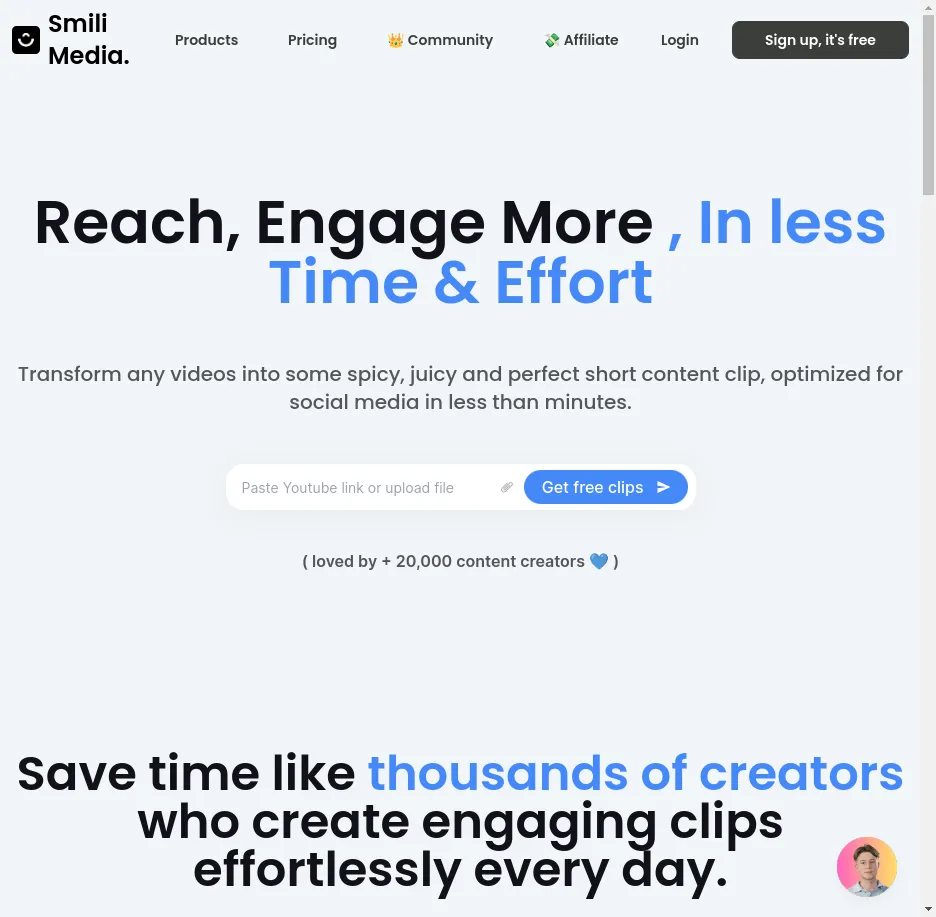 Smili
Media.
Products
Pricing
👑 Community
💸 Affiliate
Login
Sign up, it's free
Reach, Engage More , In less
Time & Effort
Transform any videos into some spicy, juicy and perfect short content clip, optimized for
social media in less than minutes.
Paste Youtube link or upload file
Get free clips
( loved by + 20,000 content creators 💙 )
Save time like thousands of creators
who create engaging clips
effortlessly every day.